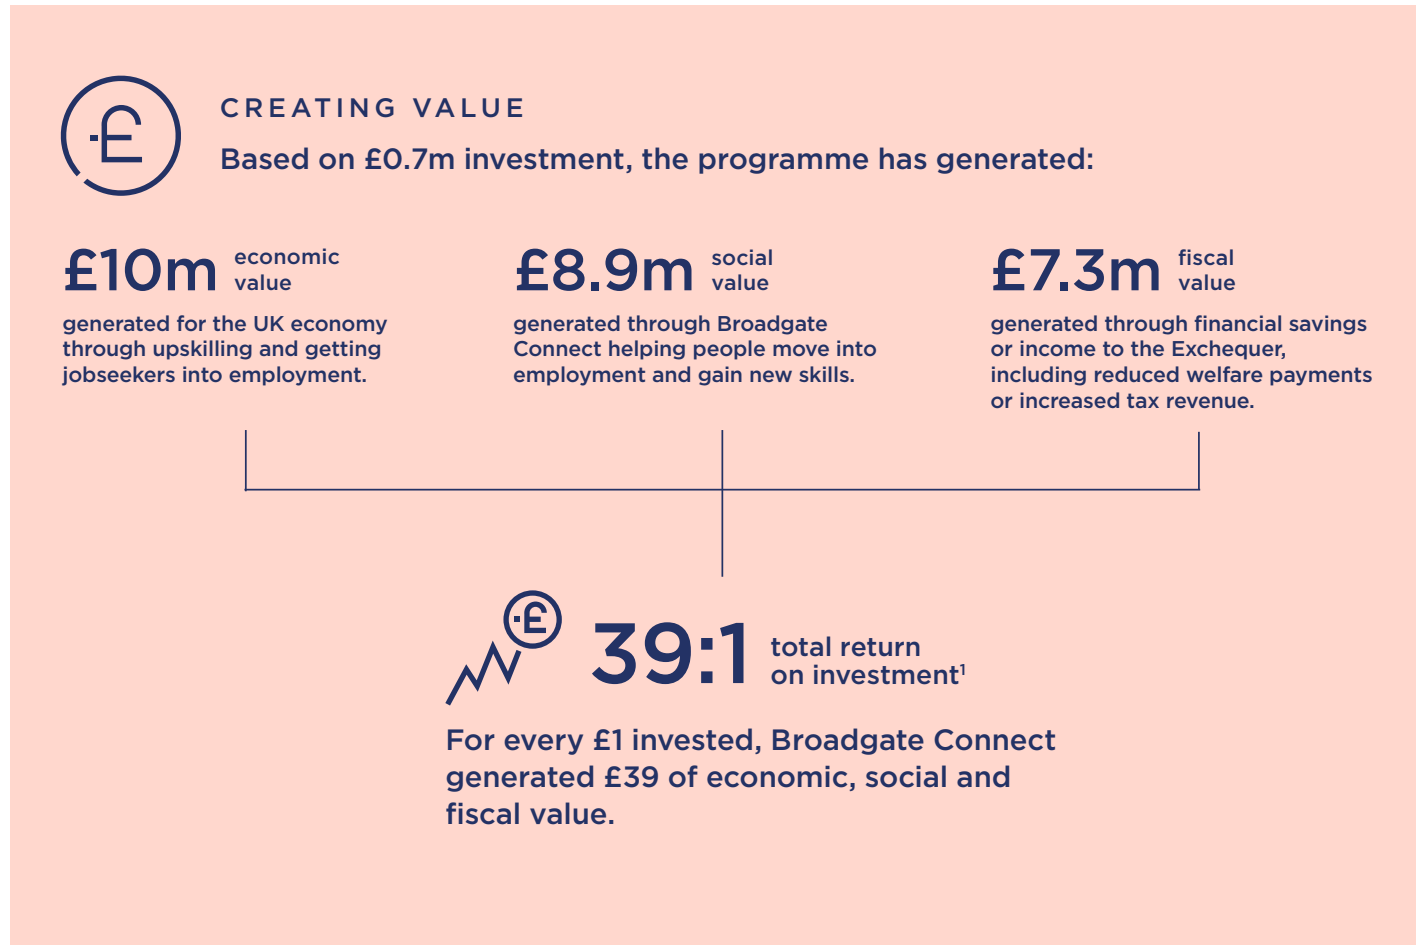 CREATING VALUE
Based on £0.7m investment, the programme has generated:
£10m economic value
generated for the UK economy
through upskilling and getting
jobseekers into employment.
£8.9m social value
generated through Broadgate
Connect helping people move into
employment and gain new skills.
£7.3m fiscal value
generated through financial savings
or income to the Exchequer,
including reduced welfare payments
or increased tax revenue.
39:1 total return on investment¹
For every £1 invested, Broadgate Connect
generated £39 of economic, social and
fiscal value.